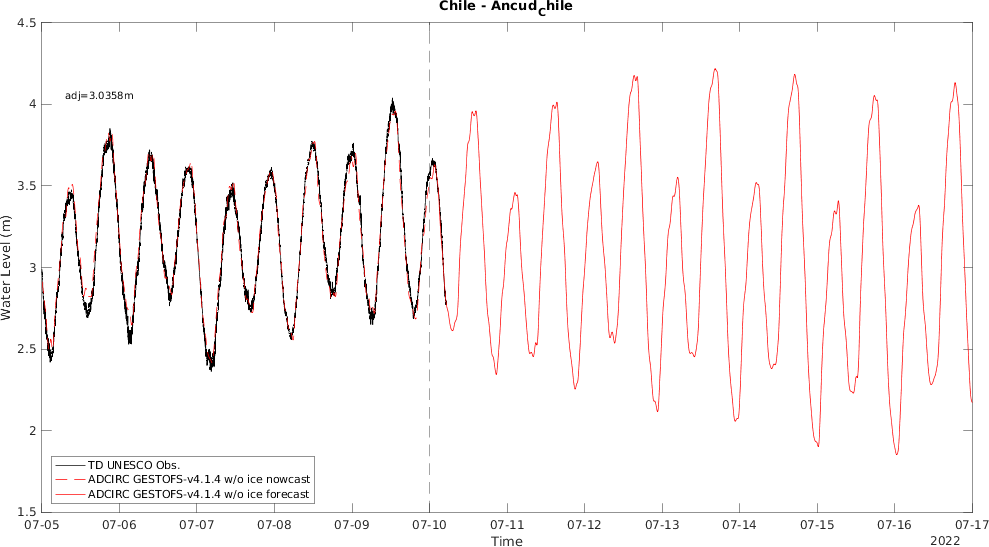 Chile - Ancud_Chile
4.5
4
3.5
3
2.5
2
1.5
Water Level (m)
adj=3.0358m
TD UNESCO Obs.
ADCIRC GESTOFS-v4.1.4 w/o ice nowcast
ADCIRC GESTOFS-v4.1.4 w/o ice forecast
07-05 07-06 07-07 07-08 07-09 07-10 07-11 07-12 07-13 07-14 07-15 07-16 07-17
Time
2022